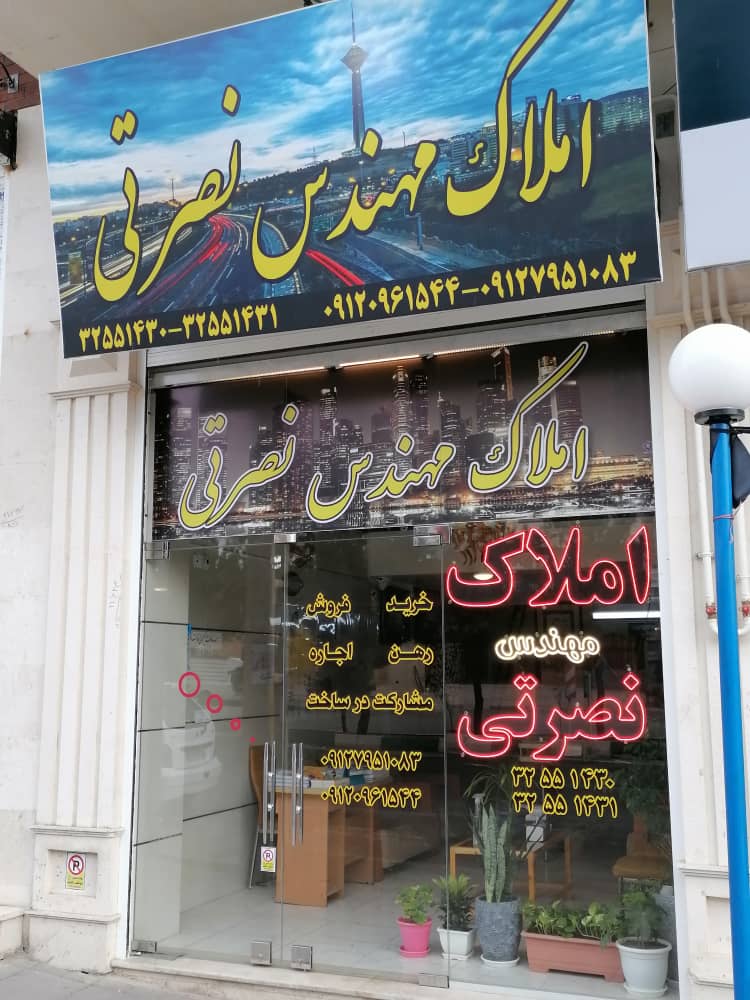 املاک مهندس نصرتی
۳۲۵۵۱۴۳۰-۳۲۵۵۱۴۳۱ ۰۹۱۲۰۹۶۱۵۴۴-۰۹۱۲۷۹۵۱۰۸۳
املاک مهندس نصرتی
املاک
مهندس
نصرتی
۳۲ ۵۵ ۱۴۳۰
۳۲ ۵۵ ۱۴۳۱
خرید فروش
رهن اجاره
مشارکت در ساخت
۰۹۱۲۷۹۵۱۰۸۳
۰۹۱۲۰۹۶۱۵۴۴